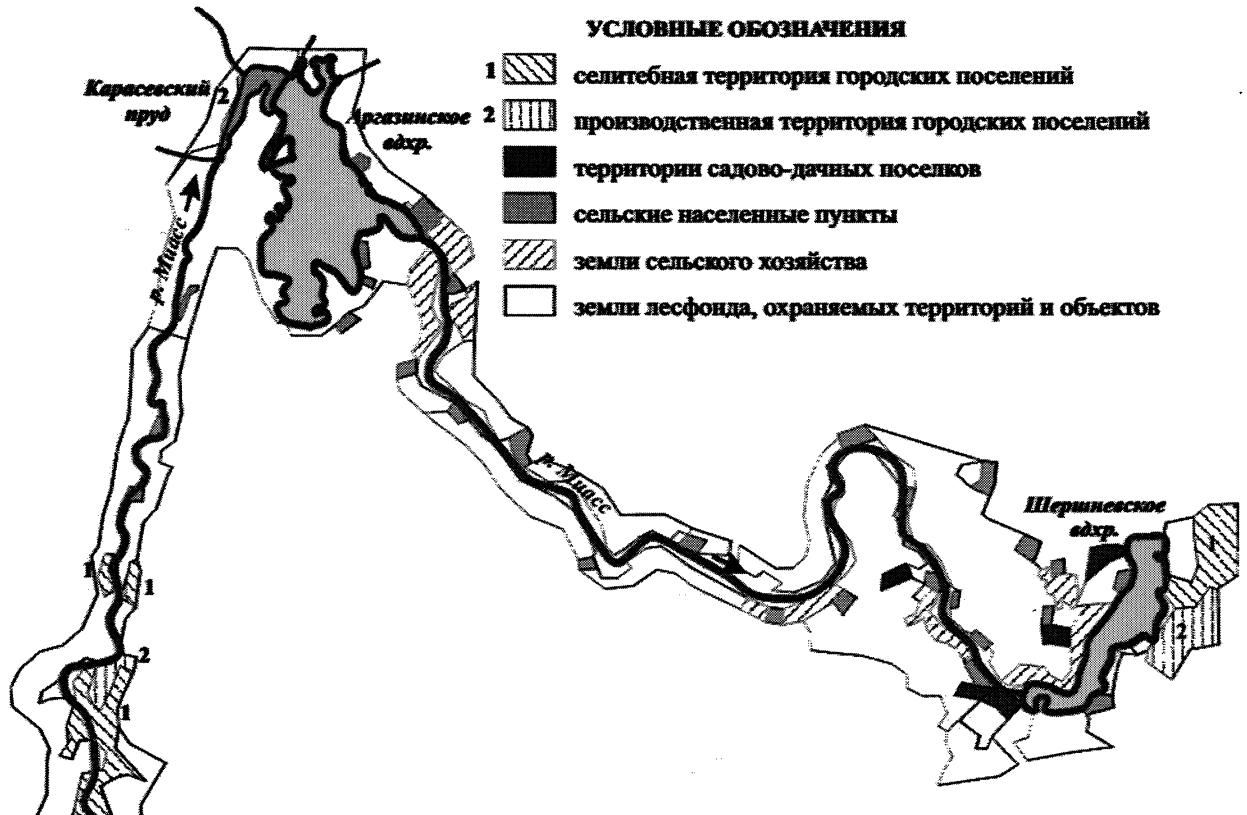 УСЛОВНЫЕ ОБОЗНАЧЕНИЯ
1 селитебная территория городских поселений
2 производственная территория городских поселений
территории садово-дачных поселков
сельские населенные пункты
земли сельского хозяйства
земли лесфонда, охраняемых территорий и объектов
Карасевский
пруд
2
Аргазинское
вдхр.
р. Миасс
р. Миасс
Шершневское
вдхр.
1
1
1
2
2
1